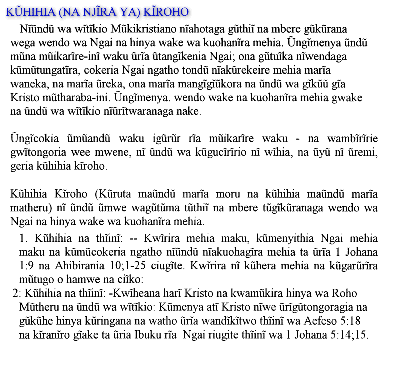 KŨHIHIA (NA NJĨRA YA) KĨROHO
Nĩũndũ wa wĩtĩkio Mũkikristiano nĩahotaga gũthiĩ na mbere gũkũrana
wega wendo wa Ngai na hinya wake wa kuohanĩra mehia. Ũngĩmenya ũndũ
mũna mũikarĩre-inĩ waku ũrĩa ũtangĩkenia Ngai; ona gũtuĩka nĩwendaga
kũmũtungatĩra, cokeria Ngai ngatho tondũ nĩakũrekeire mehia marĩa
waneka, na marĩa ũreka, ona marĩa mangĩgĩũkora na ũndũ wa gĩkũũ gĩa
Kristo mũtharaba-ini. Ũngĩmenya. wendo wake na kuohanĩra mehia gwake
na ũndũ wa wĩtĩkio nĩũrĩtwaranaga nake.
Ũngĩcokia ũmũandũ waku igũrũr rĩa mũikarĩre waku - na wambĩrĩrie
gwĩtongoria wee mwene, nĩ ũndũ wa kũgucĩrĩrio nĩ wĩhia, na ũyũ nĩ ũremi,
geria kũhihia kĩroho.
Kũhihia Kĩroho (Kũruta maũndũ marĩa moru na kũhihia maũndũ marĩa
matheru) nĩ ũndũ ũmwe wagũtũma tũthiĩ na mbere tũgĩkũranaga wendo wa
Ngai na hinya wake wa kuohanĩra mehia.
1. Kũhihia na thĩinĩ: -- Kwĩrira mehia maku, kũmenyithia Ngai mehia
maku na kũmũcokeria ngatho nĩũndũ nĩakuohagĩra mehia ta ũrĩa 1 Johana
1:9 na Ahibirania 10;1-25 ciugĩte. Kwĩrira nĩ kũhera mehia na kũgarũrĩra
mũtugo o hamwe na ciĩko:
2: Kũhihia na thĩinĩ: -Kwĩheana harĩ Kristo na kwamũkira hinya wa Roho
Mũtheru na ũndũ wa wĩtĩkio: Kũmenya atĩ Kristo nĩwe ũrĩgũtongoragia na
gũkũhe hinya kũringana na watho ũrĩa wandĩkĩtwo thĩinĩ wa Aefeso 5:18
na kĩranĩro gĩake ta ũria Ibuku rĩa Ngai riugite thĩinĩ wa 1 Johana 5:14;15.